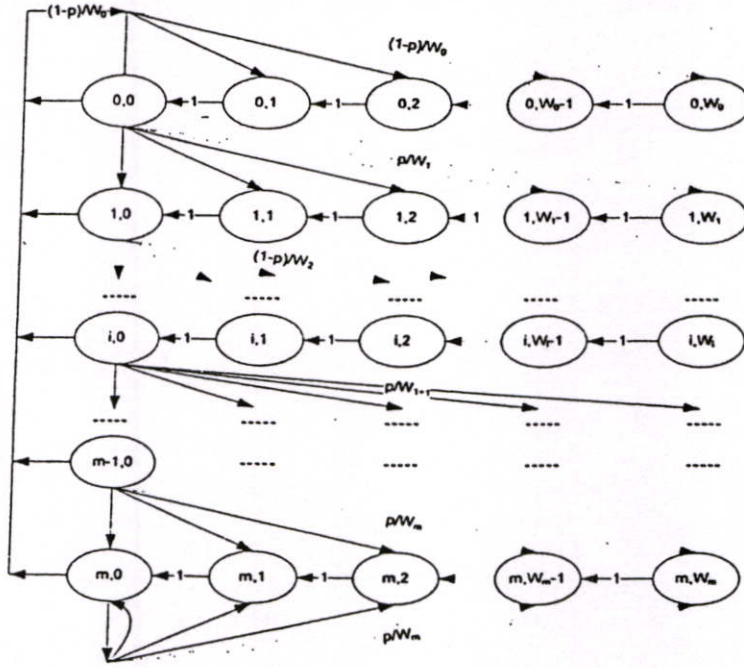 (1-p)/W₀
(1-p)/W₀
0,0 1 0,1 1 0,2 0,W₀-1 1 0,W₀
p/W₁
1,0 1 1,1 1 1,2 1 1,W₁-1 1 1,W₁
(1-p)/W₂
----- ----- ----- ----- -----
i,0 1 i,1 1 i,2 i,Wᵢ-1 1 i,Wᵢ
p/W₁₊₁
----- ----- ----- ----- -----
m-1,0 ----- ----- ----- -----
p/Wₘ
m,0 1 m,1 1 m,2 m,Wₘ-1 1 m,Wₘ
p/Wₘ